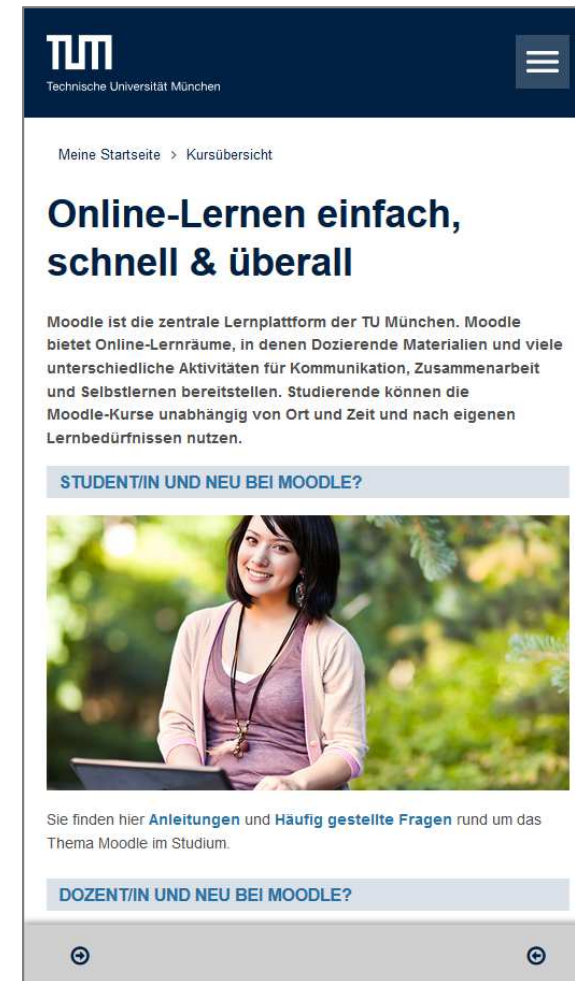 TUM
Technische Universität München
Meine Startseite > Kursübersicht
Online-Lernen einfach,
schnell & überall
Moodle ist die zentrale Lernplattform der TU München. Moodle
bietet Online-Lernräume, in denen Dozierende Materialien und viele
unterschiedliche Aktivitäten für Kommunikation, Zusammenarbeit
und Selbstlernen bereitstellen. Studierende können die
Moodle-Kurse unabhängig von Ort und Zeit und nach eigenen
Lernbedürfnissen nutzen.
STUDENT/IN UND NEU BEI MOODLE?
Sie finden hier Anleitungen und Häufig gestellte Fragen rund um das
Thema Moodle im Studium.
DOZENT/IN UND NEU BEI MOODLE?